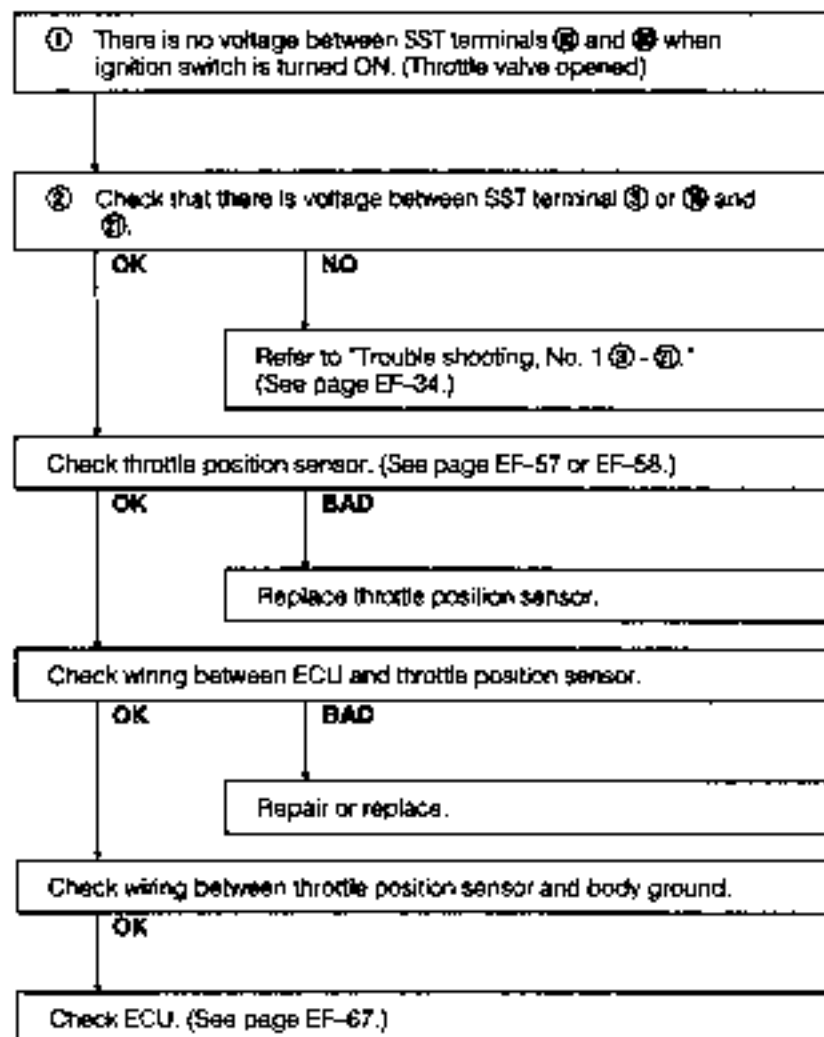 ① There is no voltage between SST terminals and when
ignition switch is turned ON. (Throttle valve opened)
② Check that there is voltage between SST terminal or and
OK NO
Refer to "Trouble shooting, No. 1 - ."
(See page EF-34.)
Check throttle position sensor. (See page EF-57 or EF-58.)
OK BAD
Replace throttle position sensor.
Check wiring between ECU and throttle position sensor.
OK BAD
Repair or replace.
Check wiring between throttle position sensor and body ground.
OK
Check ECU. (See page EF-67.)